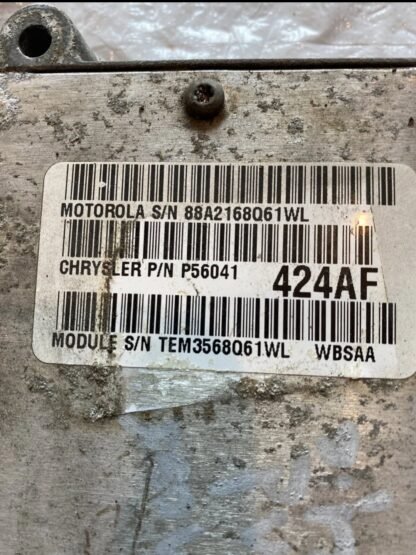 MOTOROLA S/N 88A2168Q61WL
CHRYSLER P/N P56041 424AF
MODULE S/N TEM3568Q61WL WBSAA